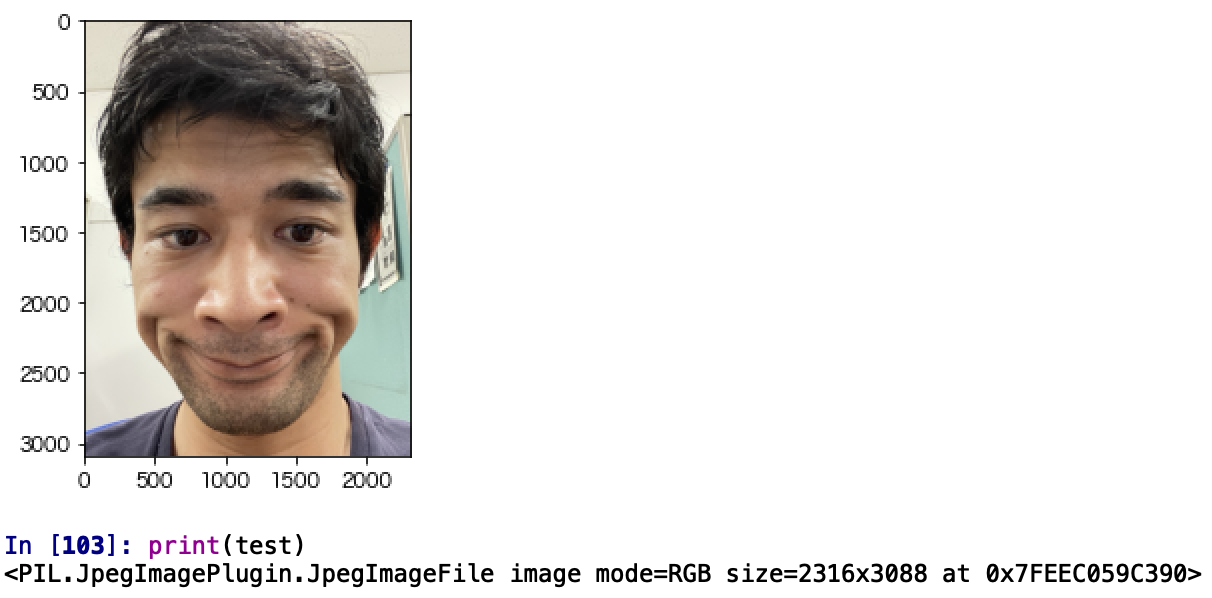 0
500
1000
1500
2000
2500
3000
0 500 1000 1500 2000
In [103]: print(test)
<PIL.JpegImagePlugin.JpegImageFile image mode=RGB size=2316x3088 at 0x7FEEC059C390>